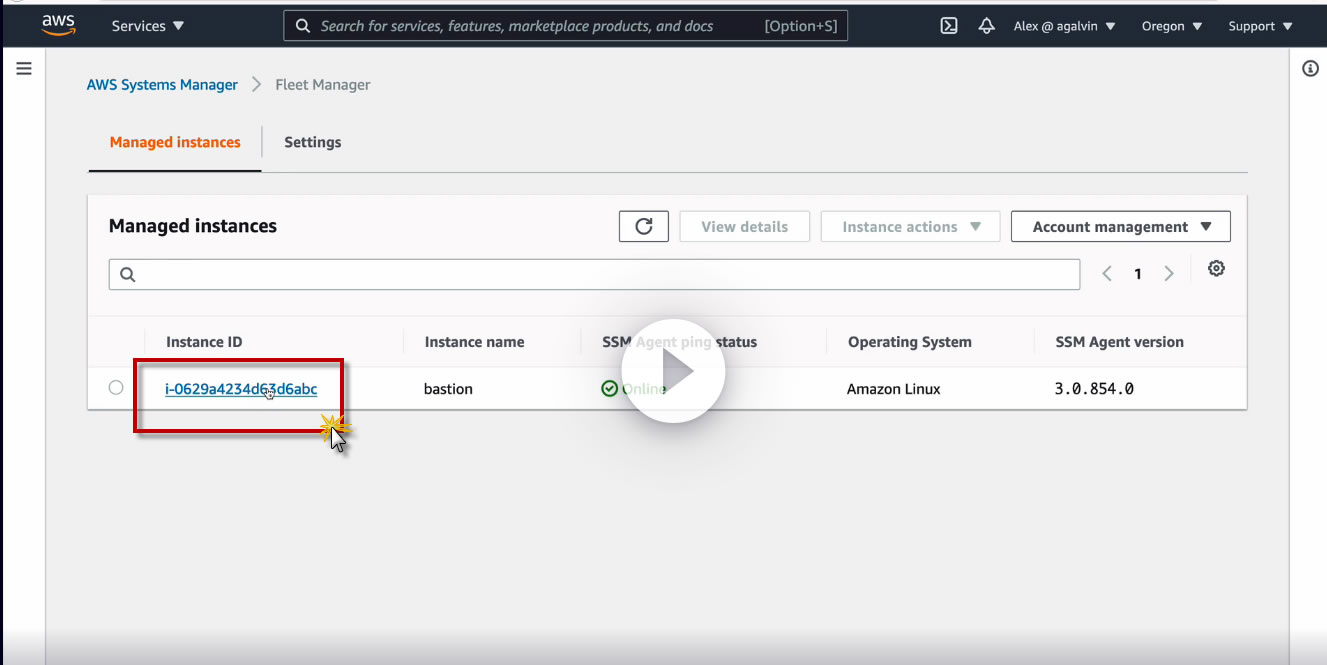 aws Services Search for services, features, marketplace products, and docs [Option+S] Alex @ agalvin Oregon Support
AWS Systems Manager Fleet Manager
Managed instances Settings
Managed instances View details Instance actions Account management
1
Instance ID Instance name SSM Agent ping status Operating System SSM Agent version
i-0629a4234d63d6abc bastion Online Amazon Linux 3.0.854.0